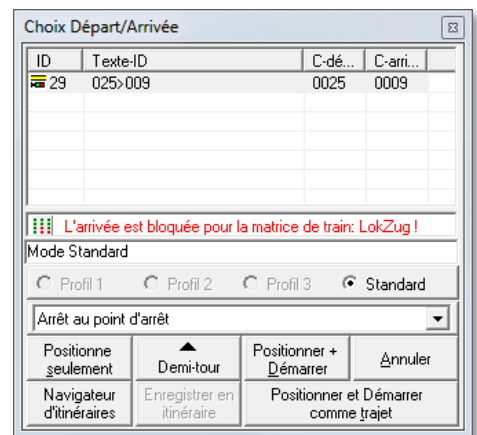 Choix Départ/Arrivée
ID Texte-ID C-dé... C-arri...
29 025>009 0025 0009
L'arrivée est bloquée pour la matrice de train: LokZug !
Mode Standard
Profil 1 Profil 2 Profil 3 Standard
Arrêt au point d'arrêt
Positionne seulement
Demi-tour
Positionner + Démarrer
Annuler
Navigateur d'itinéraires
Enregistrer en itinéraire
Positionner et Démarrer comme trajet